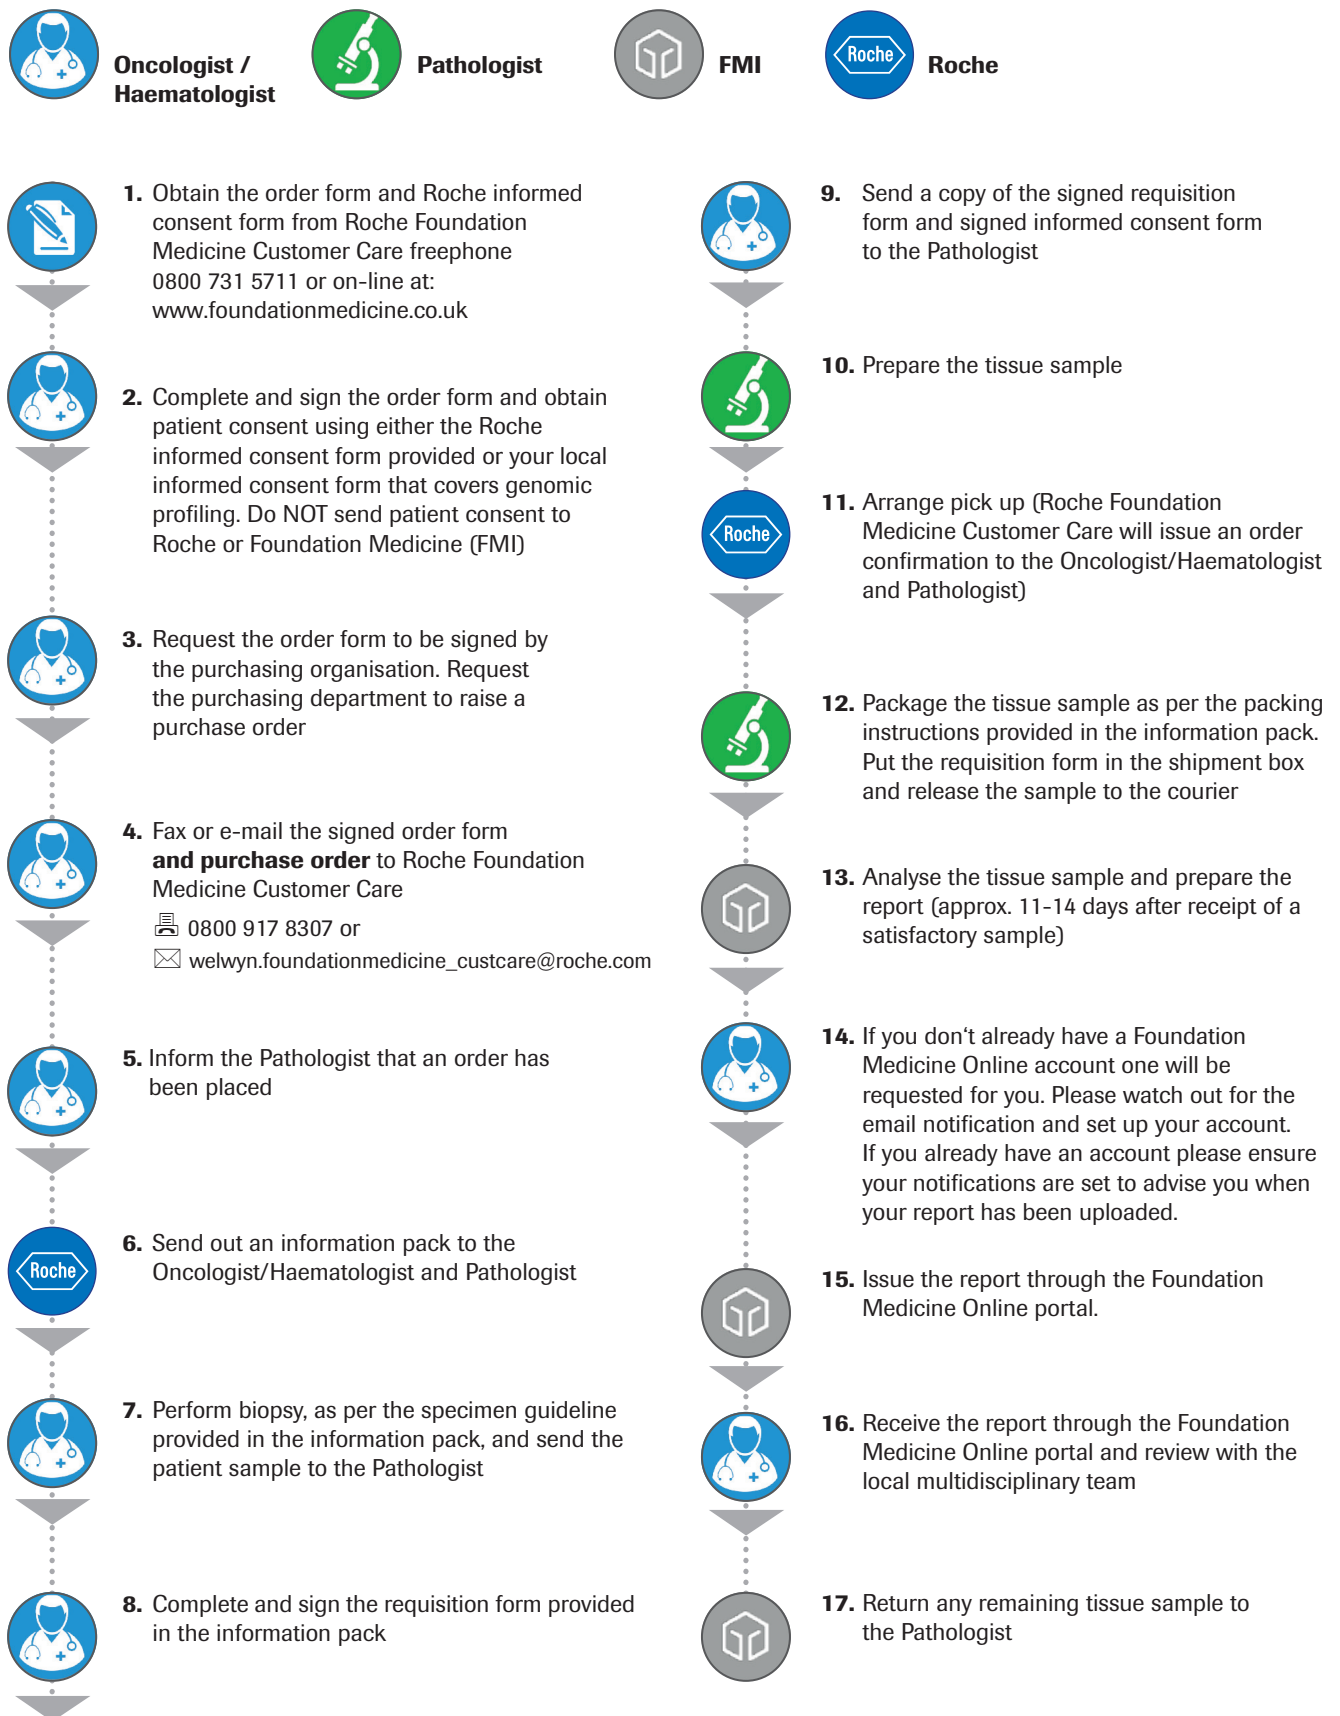 Oncologist /
Haematologist
Pathologist
FMI
Roche
Roche
1. Obtain the order form and Roche informed
consent form from Roche Foundation
Medicine Customer Care freephone
0800 731 5711 or on-line at:
www.foundationmedicine.co.uk
2. Complete and sign the order form and obtain
patient consent using either the Roche
informed consent form provided or your local
informed consent form that covers genomic
profiling. Do NOT send patient consent to
Roche or Foundation Medicine (FMI)
3. Request the order form to be signed by
the purchasing organisation. Request
the purchasing department to raise a
purchase order
4. Fax or e-mail the signed order form
and purchase order to Roche Foundation
Medicine Customer Care
0800 917 8307 or
welwyn.foundationmedicine_custcare@roche.com
5. Inform the Pathologist that an order has
been placed
Roche
6. Send out an information pack to the
Oncologist/Haematologist and Pathologist
7. Perform biopsy, as per the specimen guideline
provided in the information pack, and send the
patient sample to the Pathologist
8. Complete and sign the requisition form provided
in the information pack
9. Send a copy of the signed requisition
form and signed informed consent form
to the Pathologist
10. Prepare the tissue sample
Roche
11. Arrange pick up (Roche Foundation
Medicine Customer Care will issue an order
confirmation to the Oncologist/Haematologist
and Pathologist)
12. Package the tissue sample as per the packing
instructions provided in the information pack.
Put the requisition form in the shipment box
and release the sample to the courier
13. Analyse the tissue sample and prepare the
report (approx. 11-14 days after receipt of a
satisfactory sample)
14. If you don‘t already have a Foundation
Medicine Online account one will be
requested for you. Please watch out for the
email notification and set up your account.
If you already have an account please ensure
your notifications are set to advise you when
your report has been uploaded.
15. Issue the report through the Foundation
Medicine Online portal.
16. Receive the report through the Foundation
Medicine Online portal and review with the
local multidisciplinary team
17. Return any remaining tissue sample to
the Pathologist